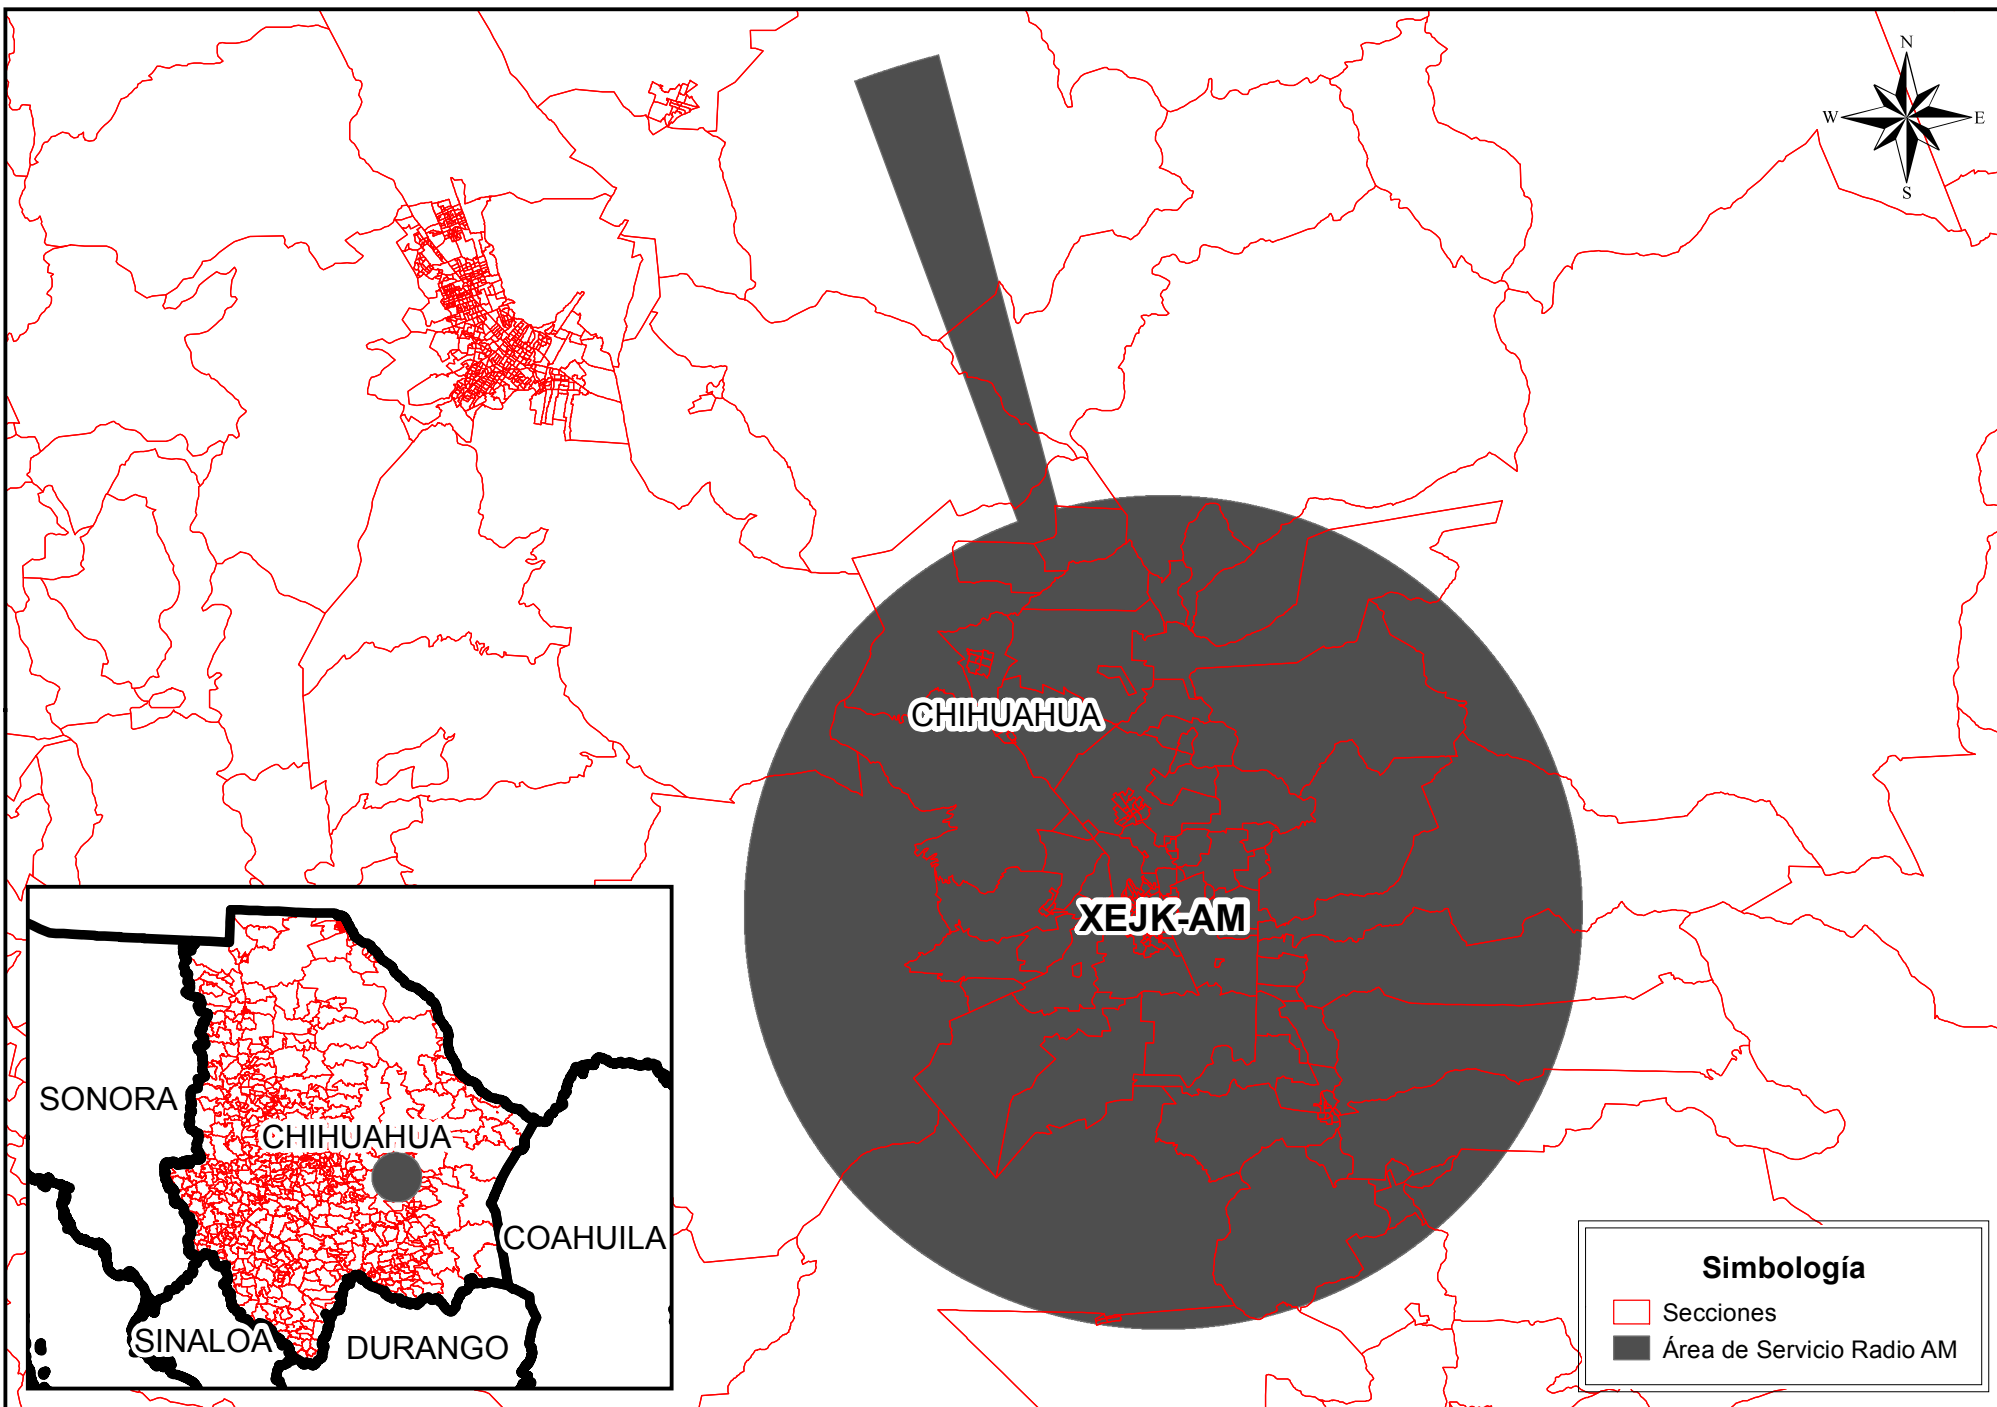 N
W
E
S
CHIHUAHUA
XEJK-AM
SONORA
CHIHUAHUA
COAHUILA
SINALOA
DURANGO
Simbología
Secciones
Área de Servicio Radio AM